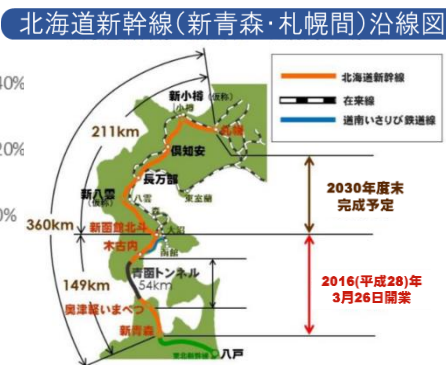 北海道新幹線（新青森・札幌間）沿線図
40%
20%
0%
北海道新幹線
在来線
道南いさりび鉄道線
新小樽（仮称）
小樽
札幌
211km
倶知安
長万部
東室蘭
新八雲
（仮称）
八雲
森
大沼
新函館北斗
函館
360km
木古内
2030年度末
完成予定
青函トンネル
54km
149km
奥津軽いまべつ
2016(平成28)年
3月26日開業
新青森
東北新幹線
八戸